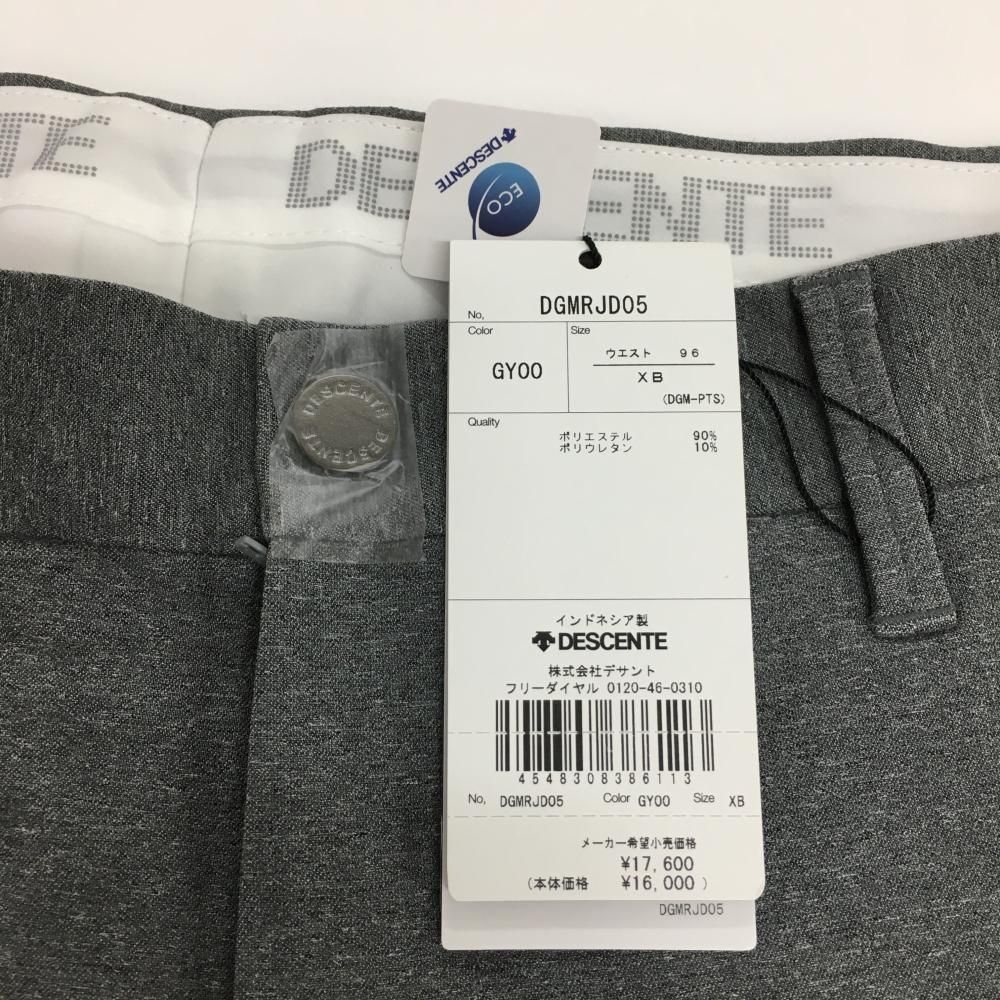 TE
DESCENTE
DESCENTE
ECO
DESCENTE DESCENTE
No, DGMRJD05
Color
GY00
Size
ウエスト 96
XB
(DGM-PTS)
Quality
ポリエステル 90%
ポリウレタン 10%
インドネシア製
DESCENTE
株式会社デサント
フリーダイヤル 0120-46-0310
4548308386113
No, DGMRJD05 Color GY00 Size XB
メーカー希望小売価格
¥17,600
(本体価格 ¥16,000)
DGMRJD05